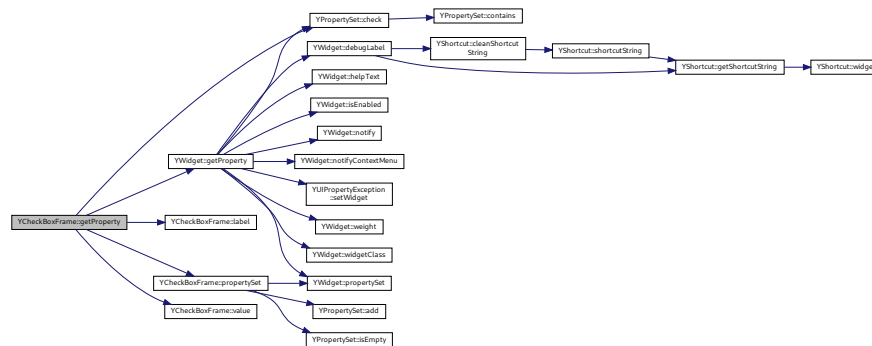 YPropertySet::check
YPropertySet::contains
YWidget::debugLabel
YShortcut::cleanShortcut
String
YShortcut::shortcutString
YShortcut::getShortcutString
YShortcut::widge
YWidget::helpText
YWidget::isEnabled
YWidget::notify
YWidget::getProperty
YWidget::notifyContextMenu
YUIPropertyException
::setWidget
YCheckBoxFrame::getProperty
YCheckBoxFrame::label
YWidget::weight
YWidget::widgetClass
YCheckBoxFrame::propertySet
YWidget::propertySet
YCheckBoxFrame::value
YPropertySet::add
YPropertySet::isEmpty